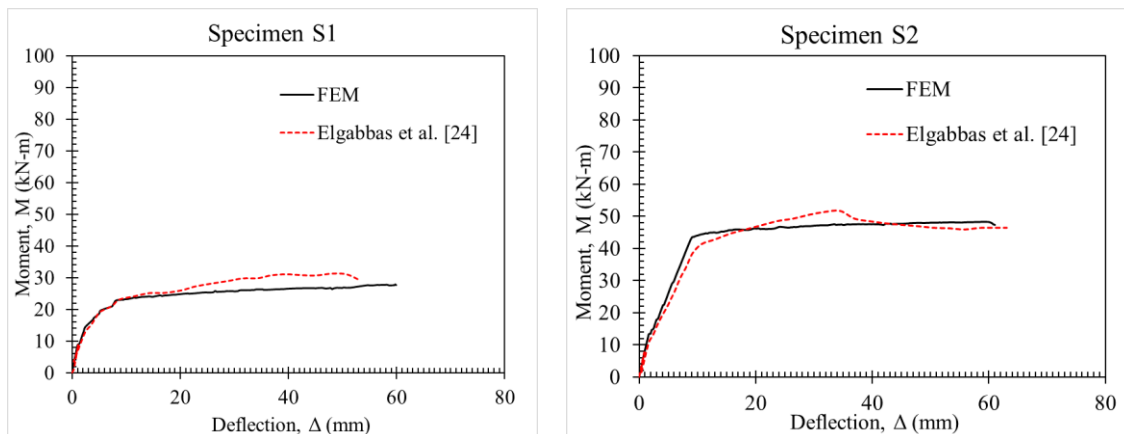 Specimen S1
100
90
80
70
60
50
40
30
20
10
0
Moment, M (kN-m)
FEM
Elgabbas et al. [24]
0 20 40 60 80
Deflection, Δ (mm)
Specimen S2
100
90
80
70
60
50
40
30
20
10
0
Moment, M (kN-m)
FEM
Elgabbas et al. [24]
0 20 40 60 80
Deflection, Δ (mm)